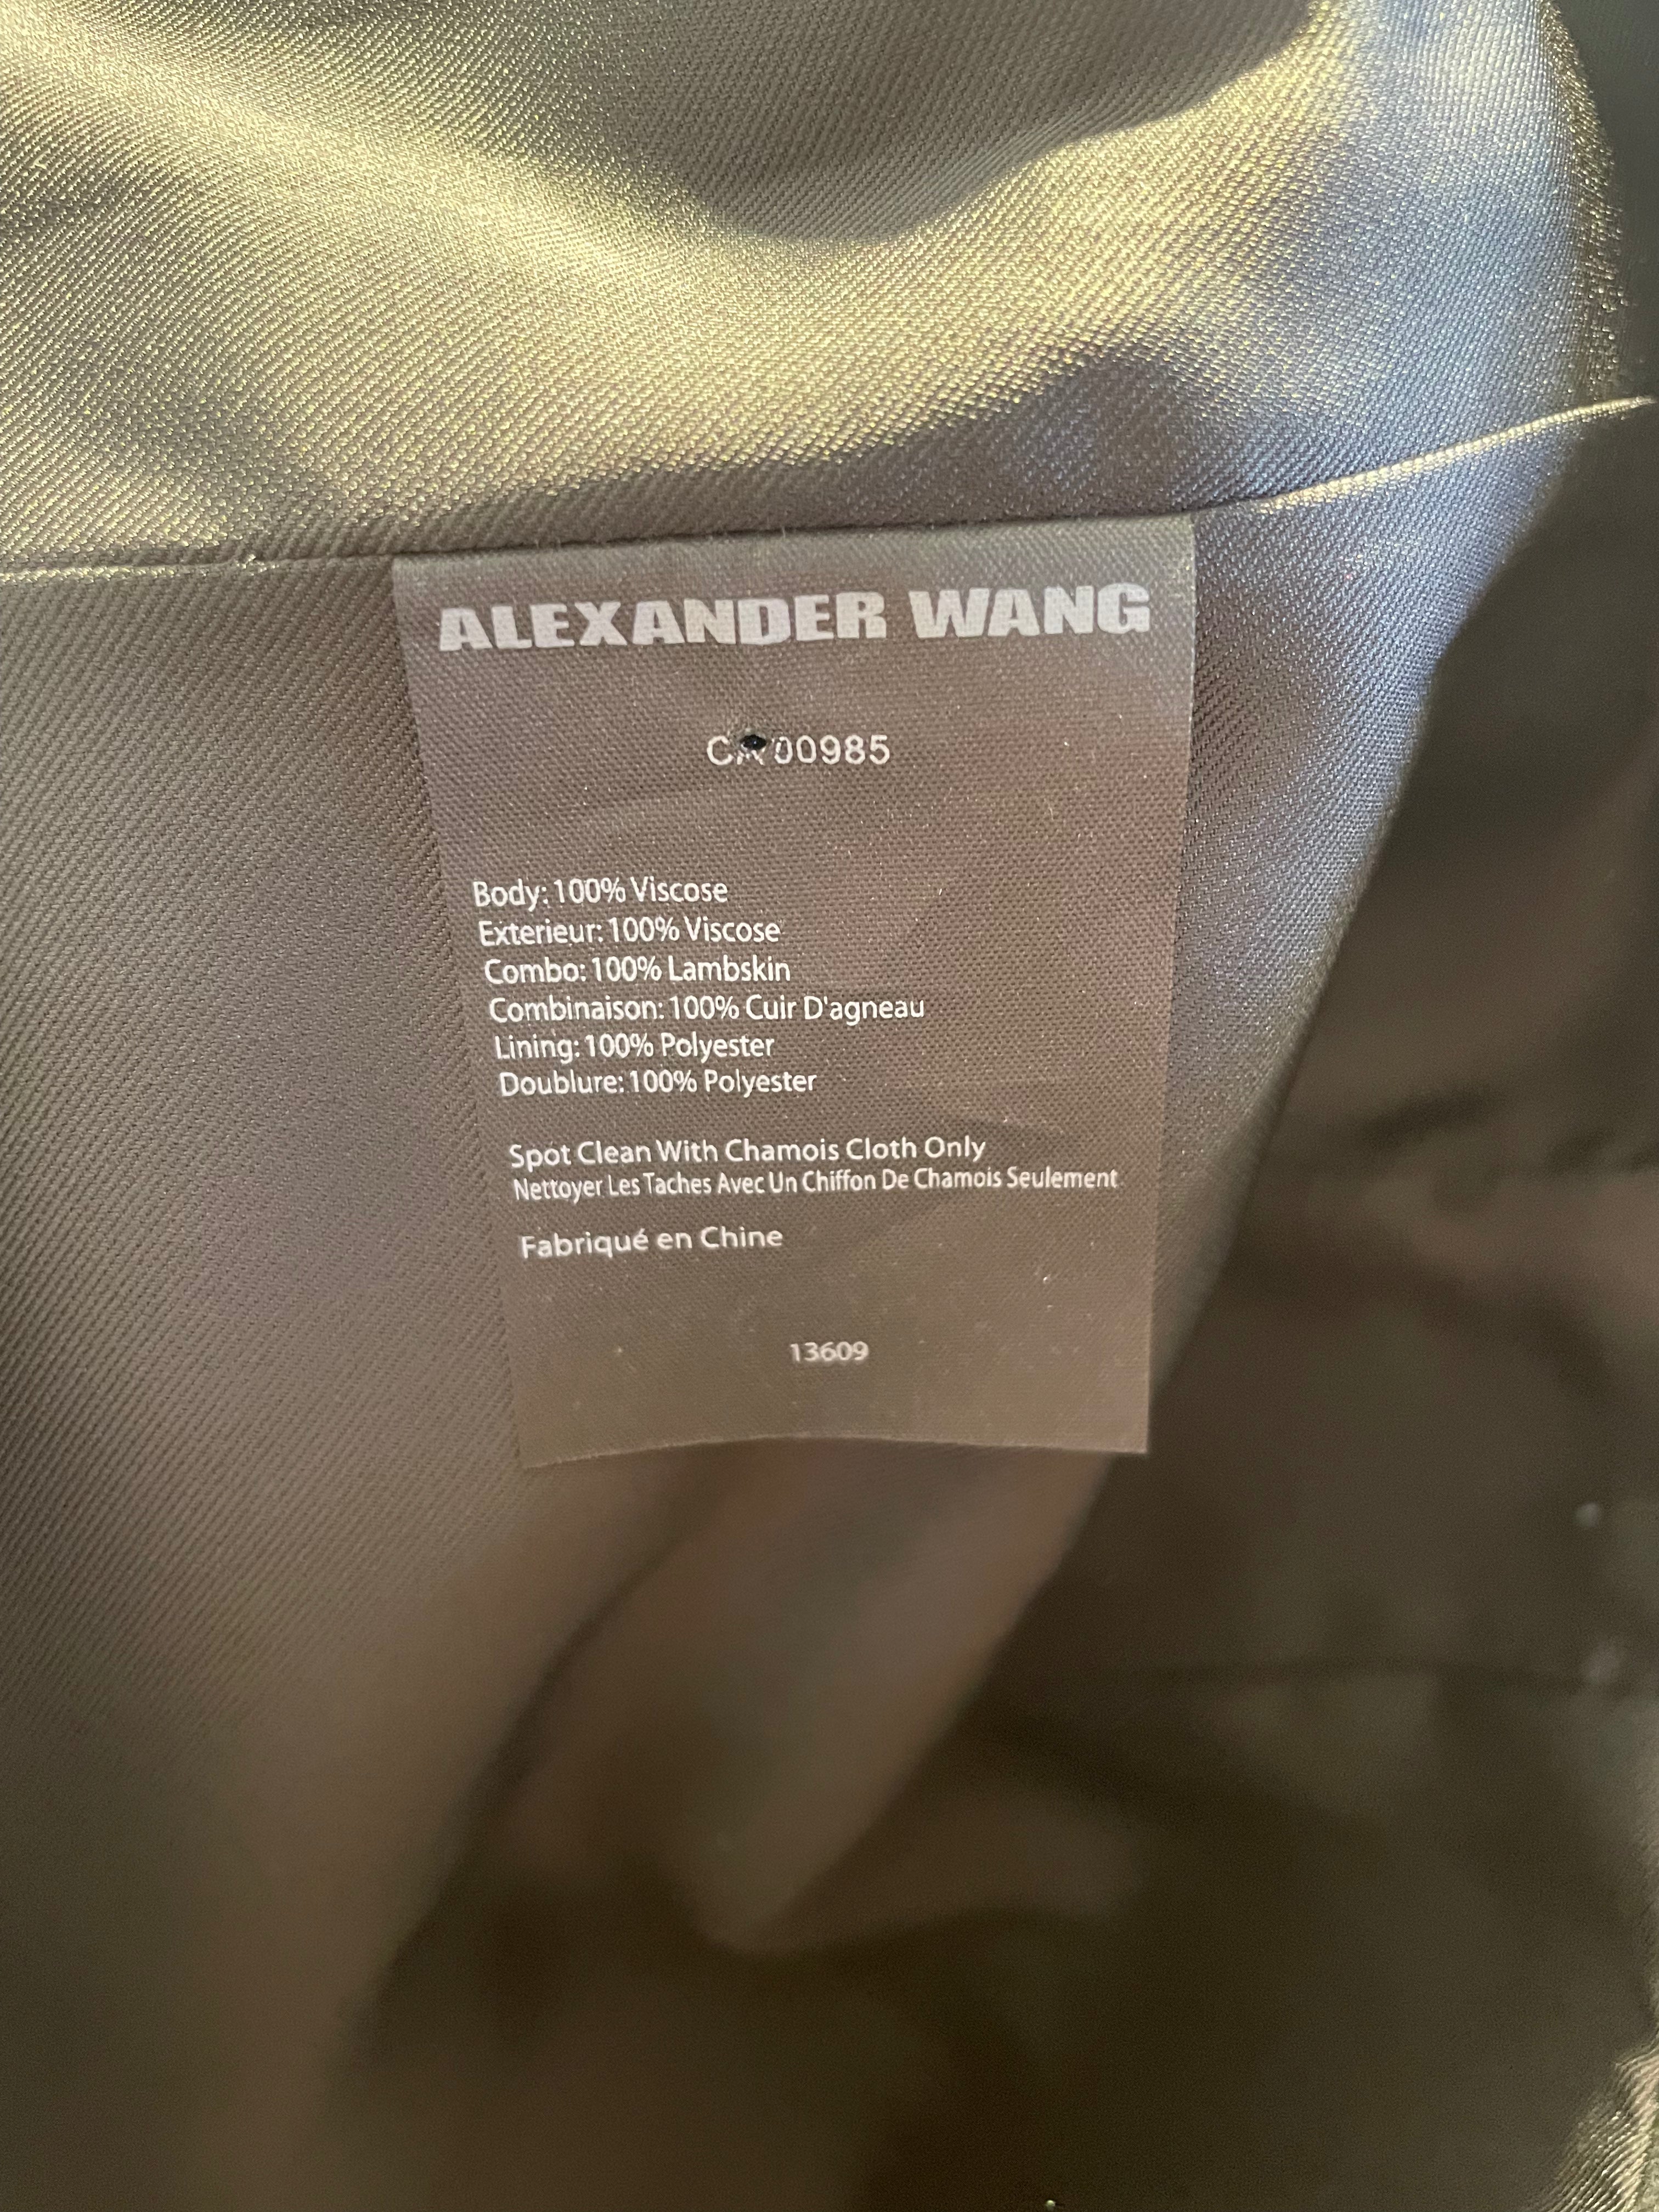 ALEXANDER WANG
Body: 100% Viscose
Exterieur: 100% Viscose
Combo: 100% Lambskin
Combinaison: 100% Cuir D'agneau
Lining: 100% Polyester
Doublure: 100% Polyester
Spot Clean With Chamois Cloth Only
Nettoyer Les Taches Avec Un Chiffon De Chamois Seulement
Fabriqué en Chine
13609